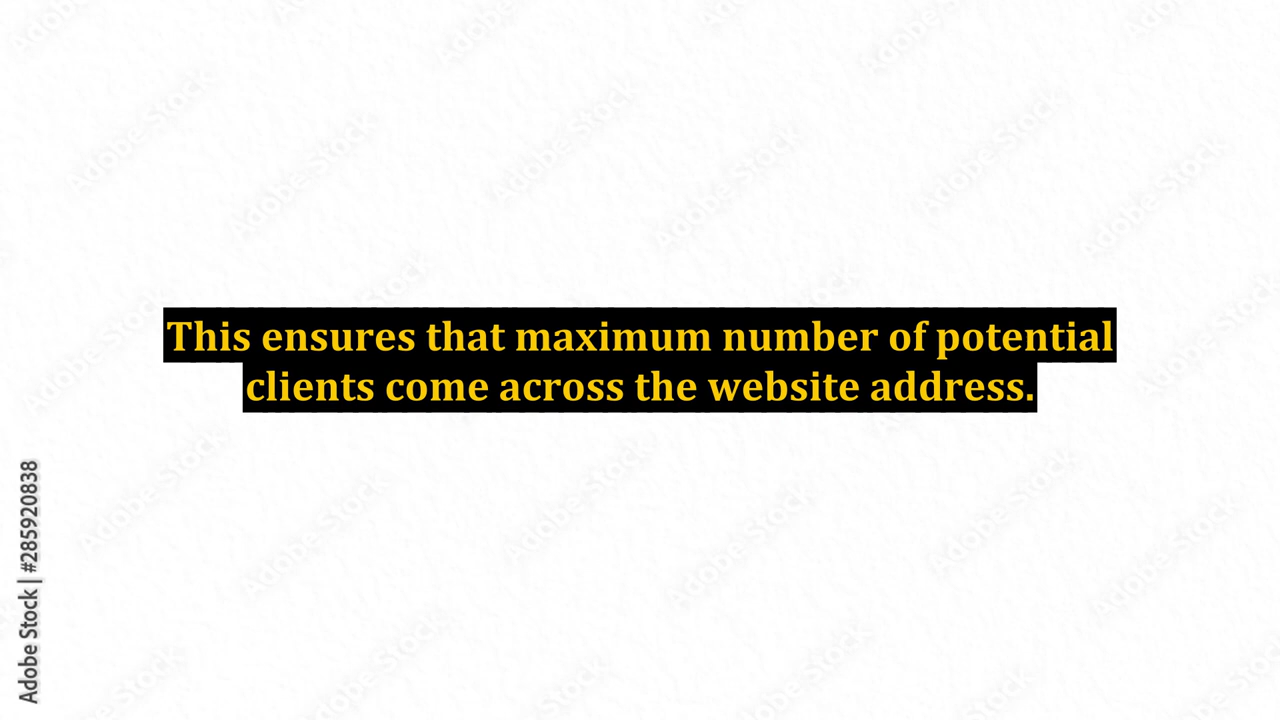 This ensures that maximum number of potential
clients come across the website address.
Adobe Stock | #285920838